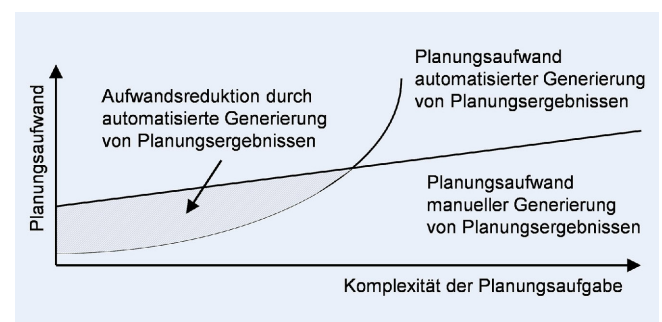 Planungsaufwand
automatisierter Generierung
von Planungsergebnissen
Aufwandsreduktion durch
automatisierte Generierung
von Planungsergebnissen
Planungsaufwand
Planungsaufwand
manueller Generierung
von Planungsergebnissen
Komplexität der Planungsaufgabe